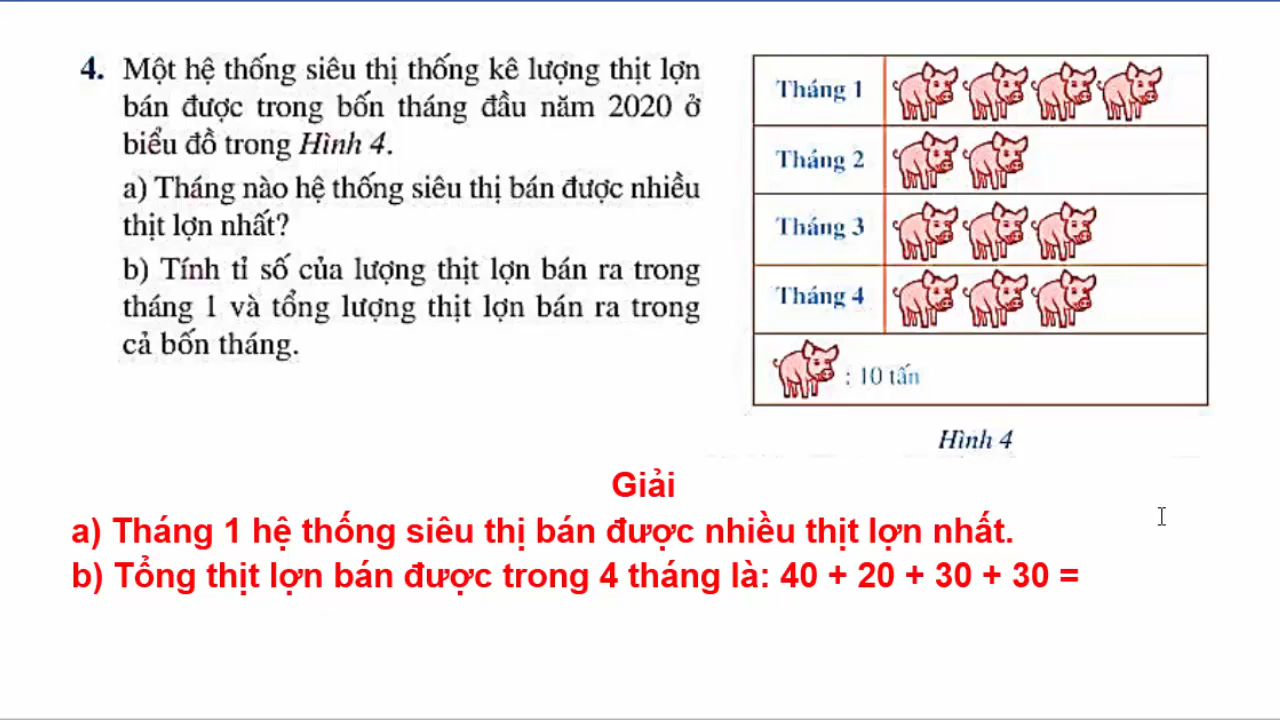 4. Một hệ thống siêu thị thống kê lượng thịt lợn
bán được trong bốn tháng đầu năm 2020 ở
biểu đồ trong Hình 4.
a) Tháng nào hệ thống siêu thị bán được nhiều
thịt lợn nhất?
b) Tính tỉ số của lượng thịt lợn bán ra trong
tháng 1 và tổng lượng thịt lợn bán ra trong
cả bốn tháng.
Tháng 1
Tháng 2
Tháng 3
Tháng 4
: 10 tấn
Hình 4
Giải
a) Tháng 1 hệ thống siêu thị bán được nhiều thịt lợn nhất.
b) Tổng thịt lợn bán được trong 4 tháng là: 40 + 20 + 30 + 30 =